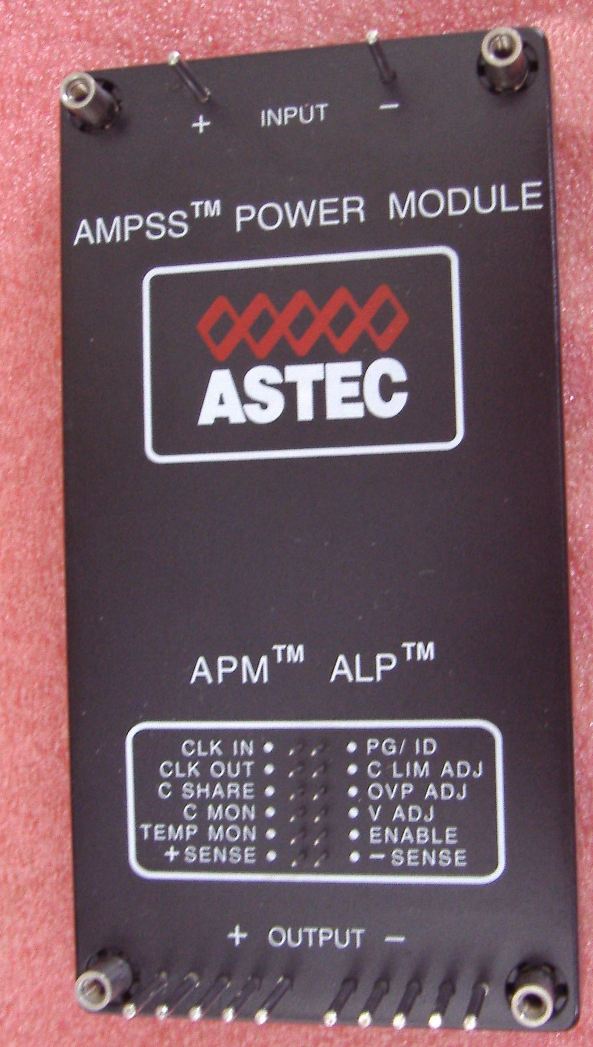 + INPUT −
AMPSS™ POWER MODULE
ASTEC
APM™ ALP™
CLK IN • • PG/ ID
CLK OUT • • C LIM ADJ
C SHARE • • OVP ADJ
C MON • • V ADJ
TEMP MON • • ENABLE
+SENSE • • −SENSE
+ OUTPUT −